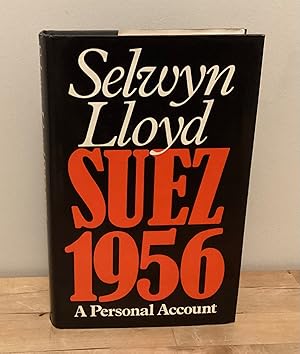 Selwyn
Lloyd
SUEZ
1956
A Personal Account